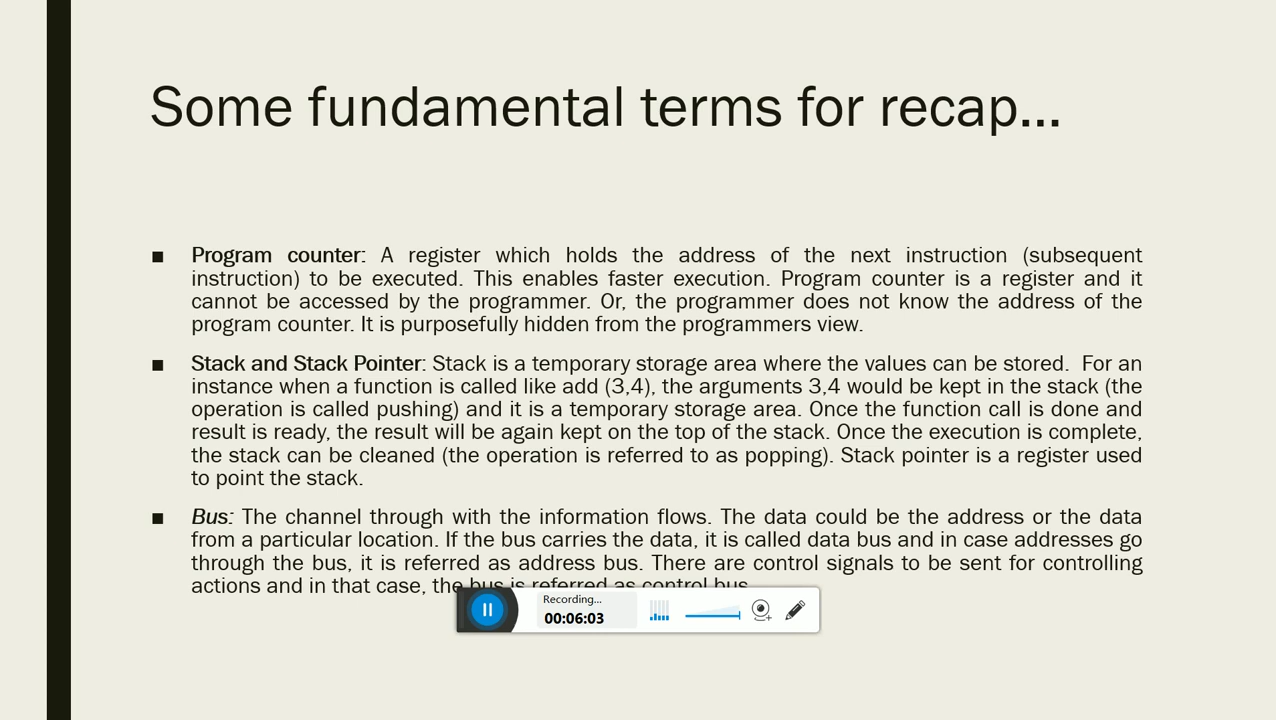 Some fundamental terms for recap...
■ Program counter: A register which holds the address of the next instruction (subsequent
instruction) to be executed. This enables faster execution. Program counter is a register and it
cannot be accessed by the programmer. Or, the programmer does not know the address of the
program counter. It is purposefully hidden from the programmers view.
■ Stack and Stack Pointer: Stack is a temporary storage area where the values can be stored. For an
instance when a function is called like add (3,4), the arguments 3,4 would be kept in the stack (the
operation is called pushing) and it is a temporary storage area. Once the function call is done and
result is ready, the result will be again kept on the top of the stack. Once the execution is complete,
the stack can be cleaned (the operation is referred to as popping). Stack pointer is a register used
to point the stack.
■ Bus: The channel through with the information flows. The data could be the address or the data
from a particular location. If the bus carries the data, it is called data bus and in case addresses go
through the bus, it is referred as address bus. There are control signals to be sent for controlling
actions and in that case, the bus is referred as control bus.
Recording...
00:06:03